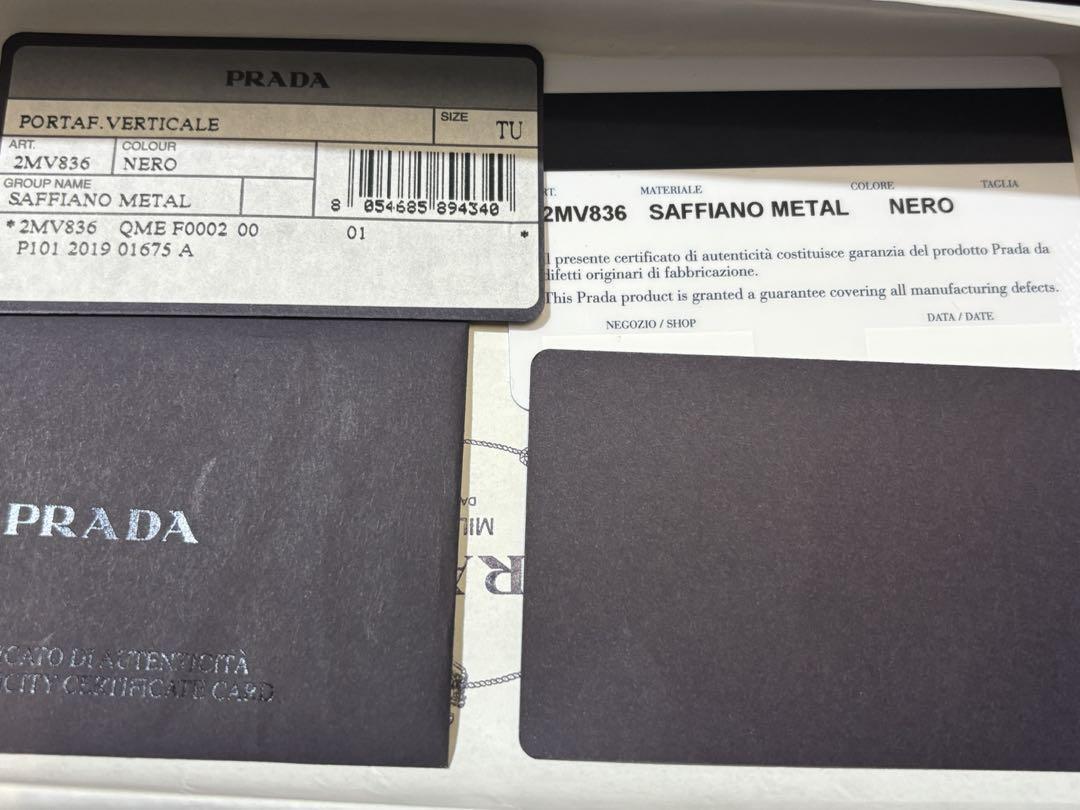 PRADA
PORTAF.VERTICALE
SIZE
TU
ART.
COLOUR
2MV836
NERO
GROUP NAME
SAFFIANO METAL
8 054685 894340
*2MV836 QME F0002 00 01 *
P101 2019 01675 A
MATERIALE
COLORE
TAGLIA
2MV836 SAFFIANO METAL NERO
l presente certificato di autenticità costituisce garanzia del prodotto Prada da
difetti originari di fabbricazione.
This Prada product is granted a guarantee covering all manufacturing defects.
NEGOZIO / SHOP
DATA / DATE
PRADA
CATO DI AUTENTICITÀ
ICITY CERTIFICATE CARD